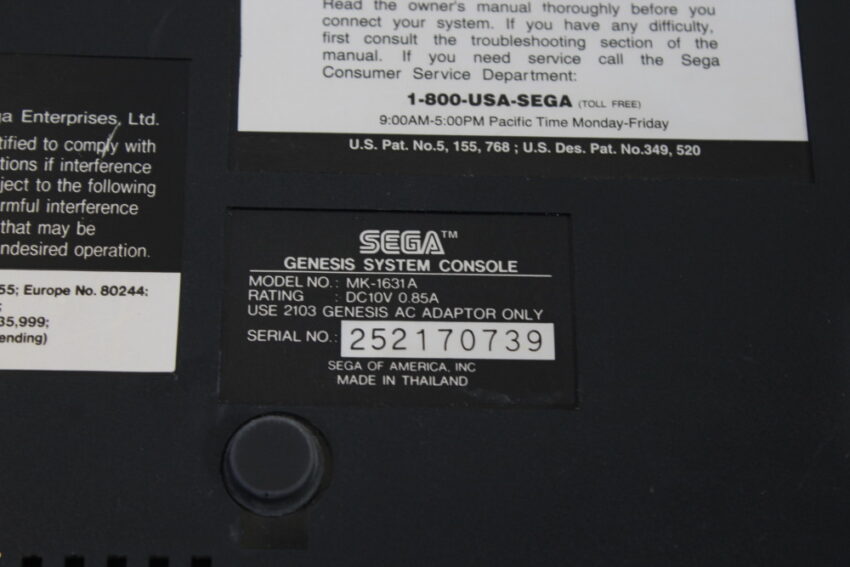 Read the owner's manual thoroughly before you
connect your system. If you have any difficulty,
first consult the troubleshooting section of the
manual. If you need service call the Sega
Consumer Service Department:
1-800-USA-SEGA (TOLL FREE)
9:00AM-5:00PM Pacific Time Monday-Friday
U.S. Pat. No.5, 155, 768 ; U.S. Des. Pat. No.349, 520
ga Enterprises, Ltd.
tified to comply with
tions if interference
ject to the following
rmful interference
that may be
ndesired operation.
55; Europe No. 80244:
;
35,999;
ending)
SEGA™
GENESIS SYSTEM CONSOLE
MODEL NO.: MK-1631A
RATING : DC10V 0.85A
USE 2103 GENESIS AC ADAPTOR ONLY
SERIAL NO.: 252170739
SEGA OF AMERICA, INC
MADE IN THAILAND